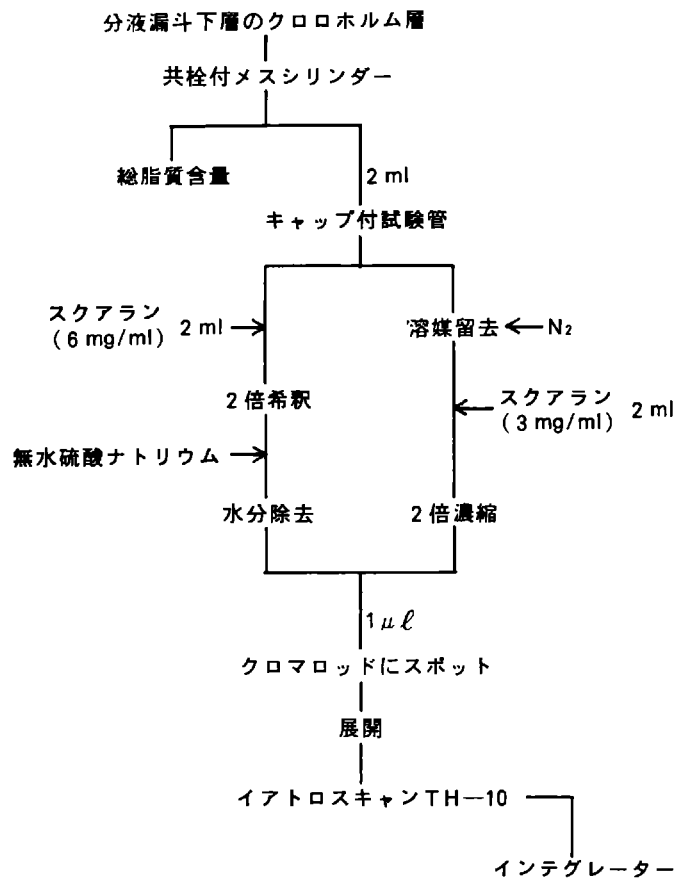 分液漏斗下層のクロロホルム層
共栓付メスシリンダー
総脂質含量
2 ml
キャップ付試験管
スクアラン
(6 mg/ml) 2 ml
溶媒留去
N₂
2倍希釈
スクアラン
(3 mg/ml) 2 ml
無水硫酸ナトリウム
水分除去
2倍濃縮
1μℓ
クロマロッドにスポット
展開
イアトロスキャンTH—10
インテグレーター